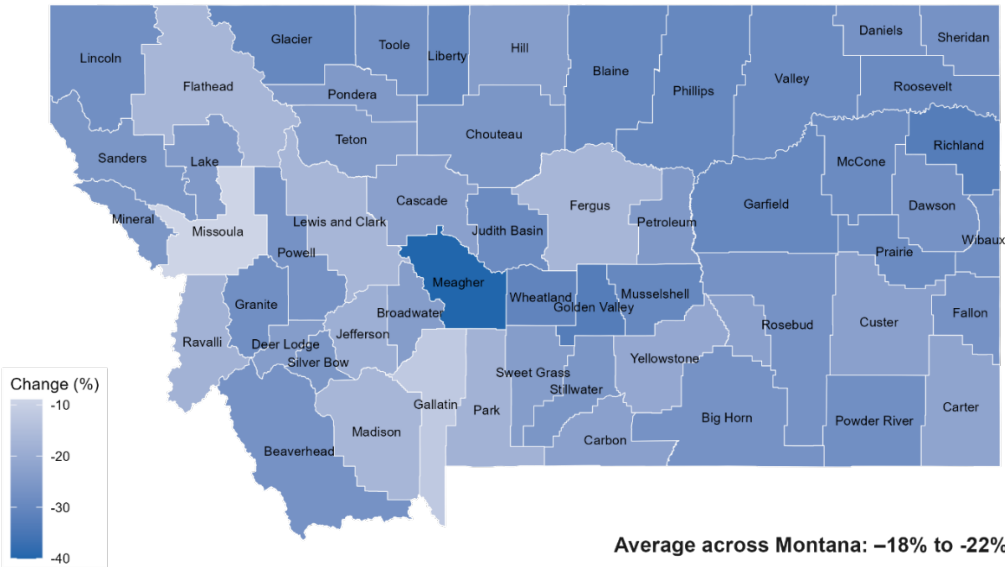 Glacier
Toole
Liberty
Hill
Blaine
Phillips
Valley
Daniels
Sheridan
Lincoln
Flathead
Pondera
Roosevelt
Teton
Chouteau
Richland
Sanders
Lake
McCone
Cascade
Fergus
Garfield
Dawson
Mineral
Missoula
Lewis and Clark
Judith Basin
Petroleum
Wibaux
Powell
Prairie
Meagher
Granite
Wheatland
Golden Valley
Musselshell
Broadwater
Fallon
Jefferson
Rosebud
Custer
Ravalli
Deer Lodge
Silver Bow
Yellowstone
Sweet Grass
Stillwater
Gallatin
Park
Carter
Big Horn
Powder River
Madison
Carbon
Beaverhead
Change (%)
-10
-20
-30
-40
Average across Montana: –18% to -22%